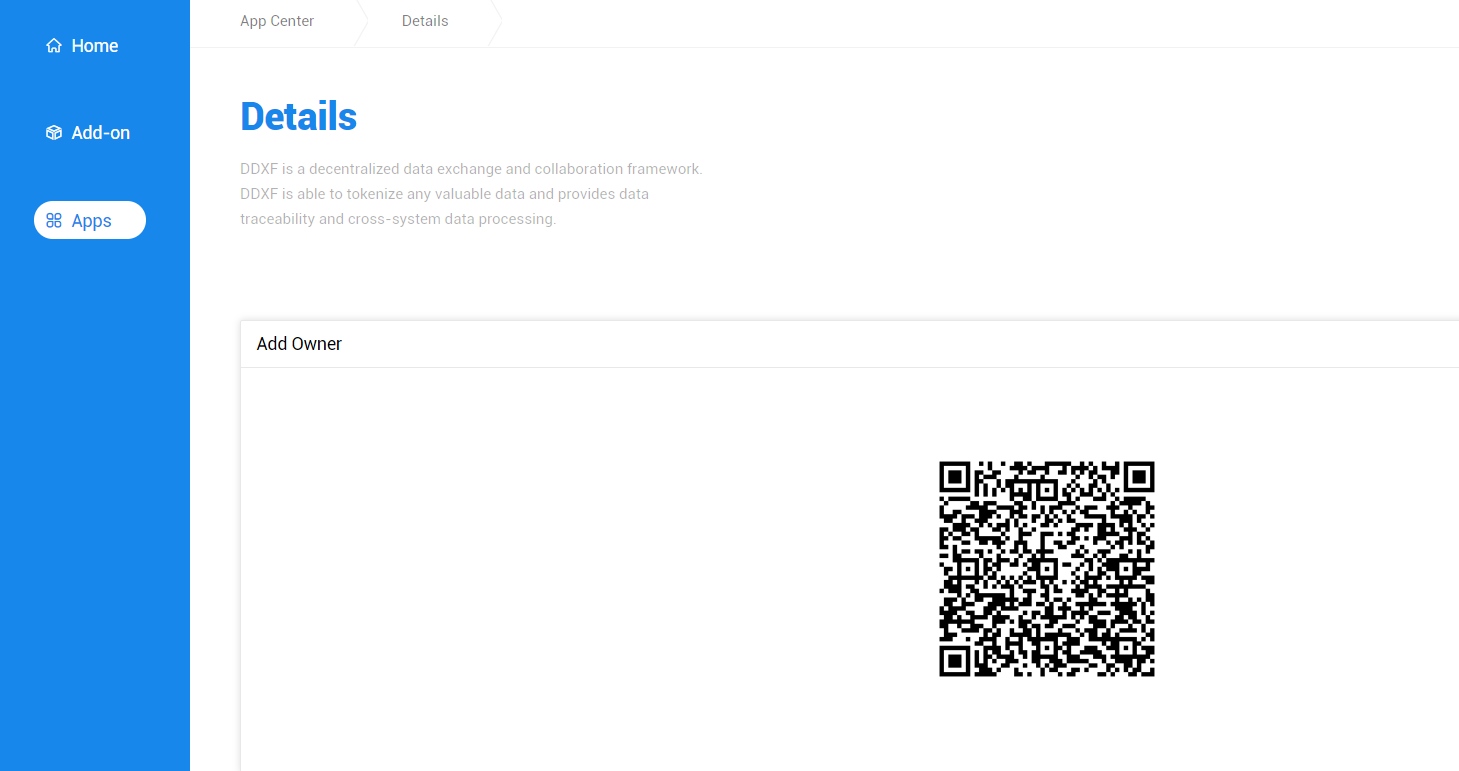 Home
Add-on
Apps
App Center
Details
Details
DDXF is a decentralized data exchange and collaboration framework.
DDXF is able to tokenize any valuable data and provides data
traceability and cross-system data processing.
Add Owner